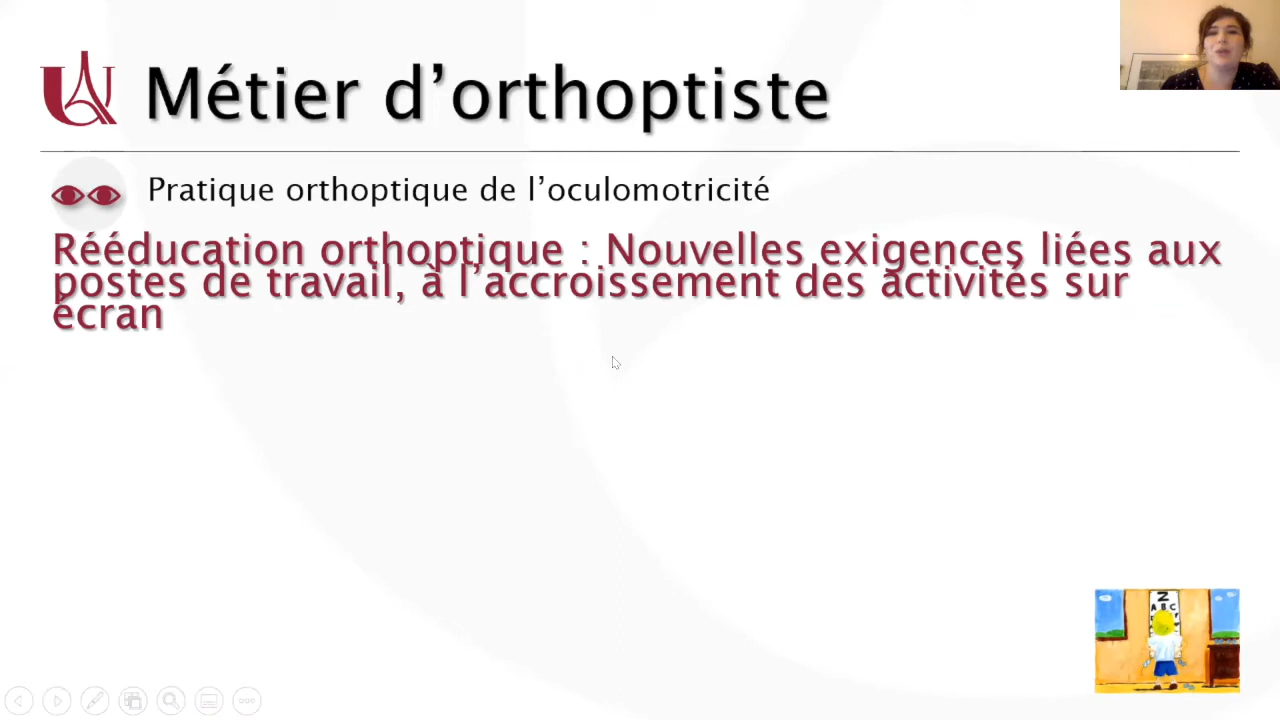 Métier d’orthoptiste
Pratique orthoptique de l’oculomotricité
Rééducation orthoptique : Nouvelles exigences liées aux
postes de travail, à l’accroissement des activités sur
écran
Z
A B C